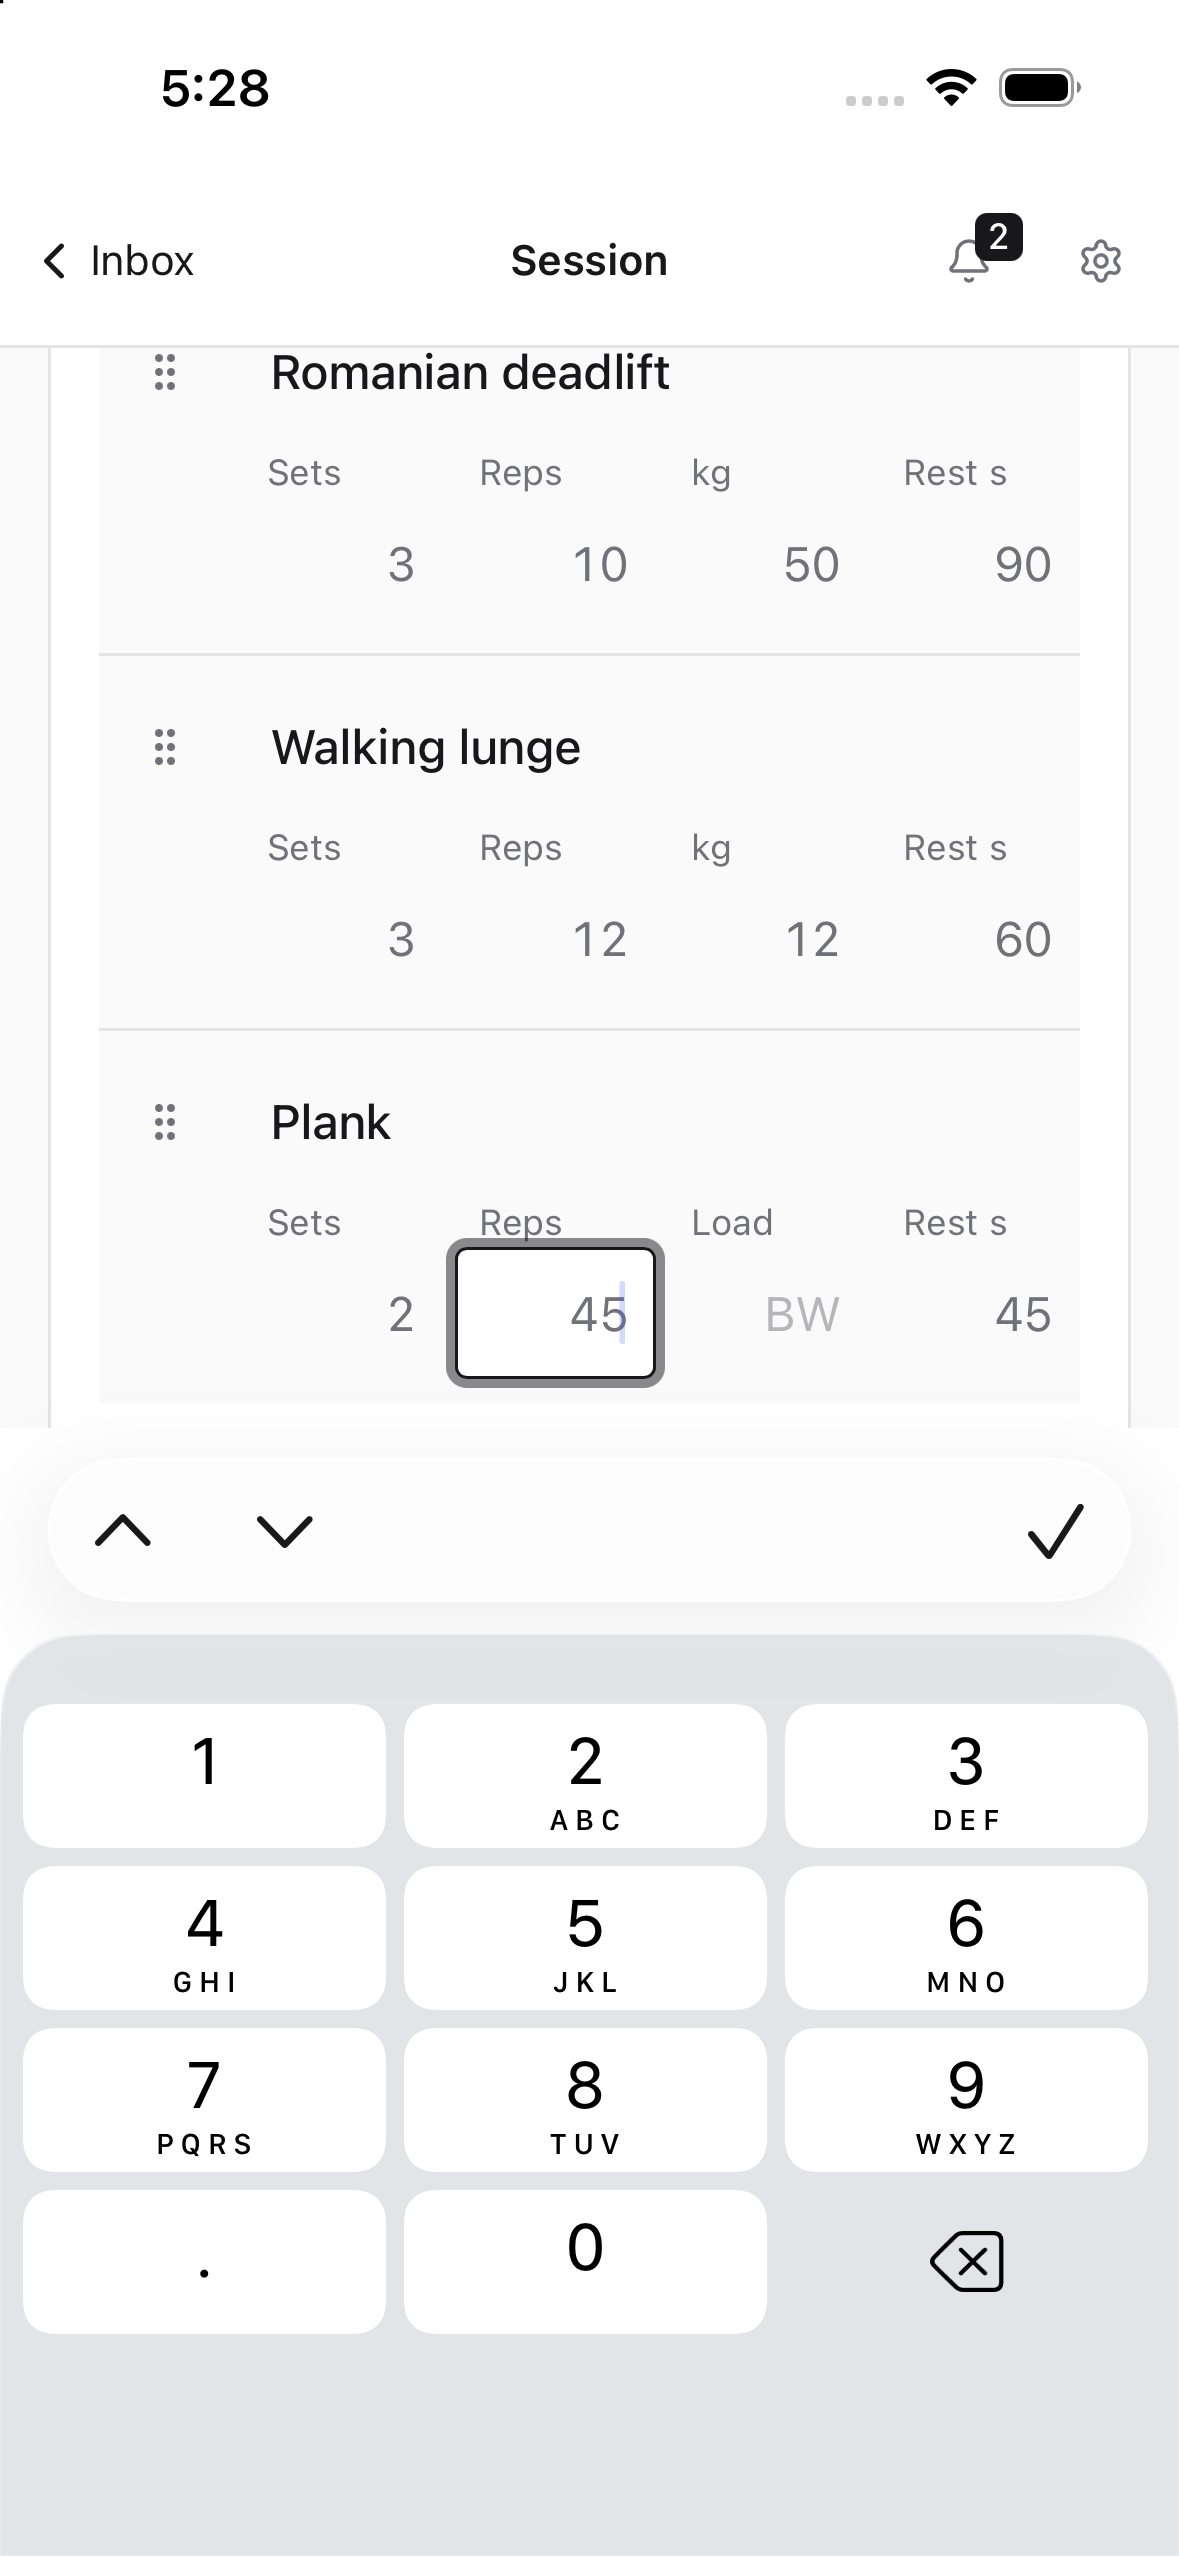 5:28
Inbox
Session
2
Romanian deadlift
Sets Reps kg Rest s
3 10 50 90
Walking lunge
Sets Reps kg Rest s
3 12 12 60
Plank
Sets Reps Load Rest s
2 45 BW 45
1 2 3
ABC DEF
4 5 6
GHI JKL MNO
7 8 9
PQRS TUV WXYZ
. 0